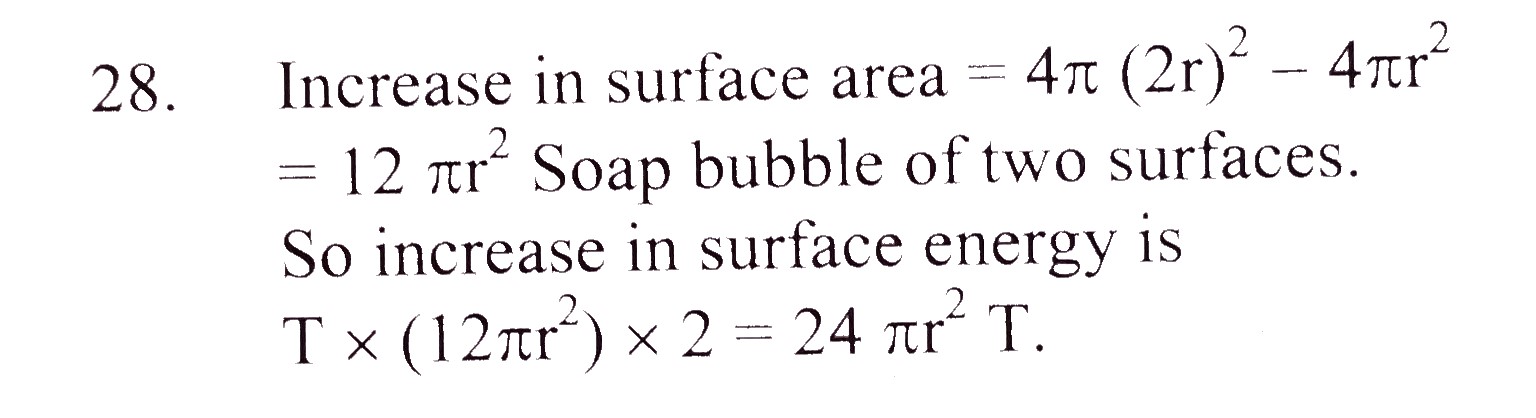 28. Increase in surface area = 4π (2r)² – 4πr²
= 12 πr² Soap bubble of two surfaces.
So increase in surface energy is
T × (12πr²) × 2 = 24 πr² T.